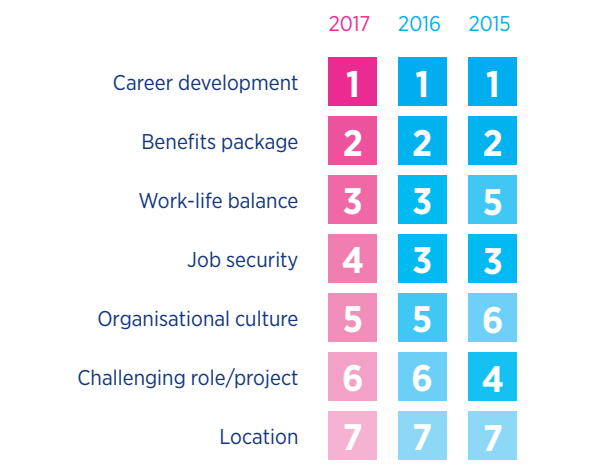 2017 2016 2015
Career development 1 1 1
Benefits package 2 2 2
Work-life balance 3 3 5
Job security 4 3 3
Organisational culture 5 5 6
Challenging role/project 6 6 4
Location 7 7 7